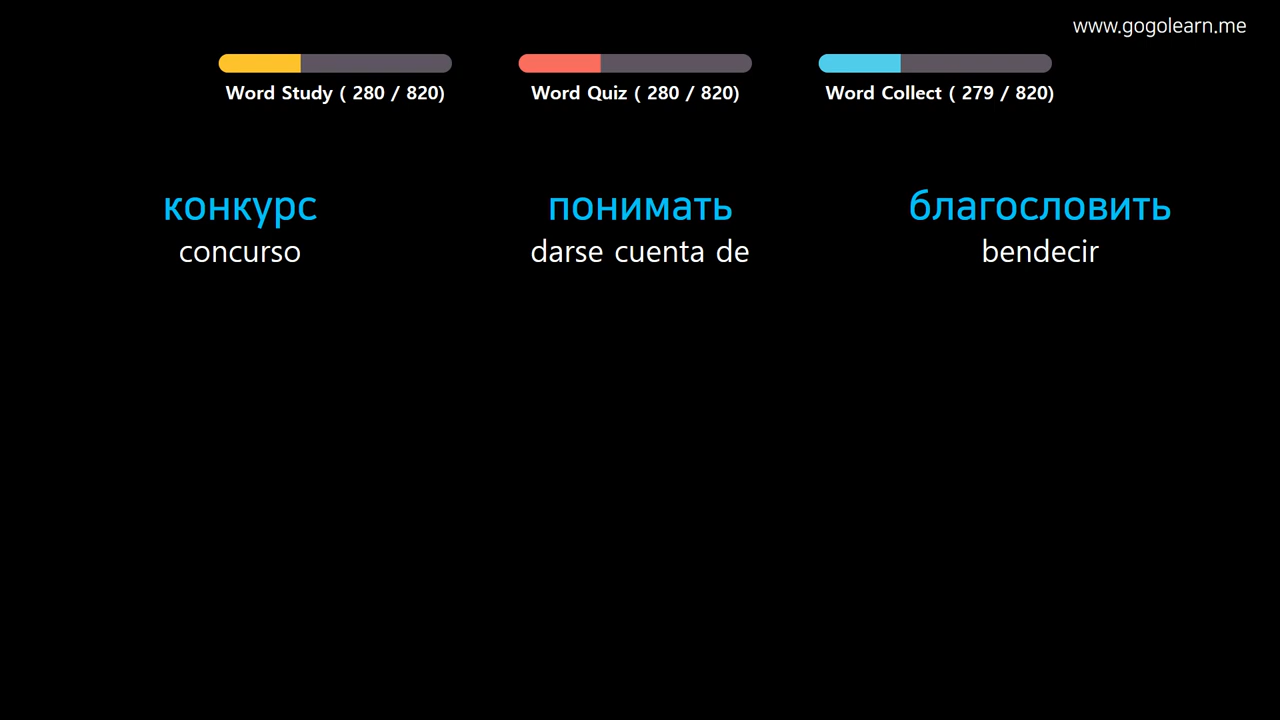 www.gogolearn.me
Word Study ( 280 / 820)
Word Quiz ( 280 / 820)
Word Collect ( 279 / 820)
конкурс
concurso
понимать
darse cuenta de
благословить
bendecir